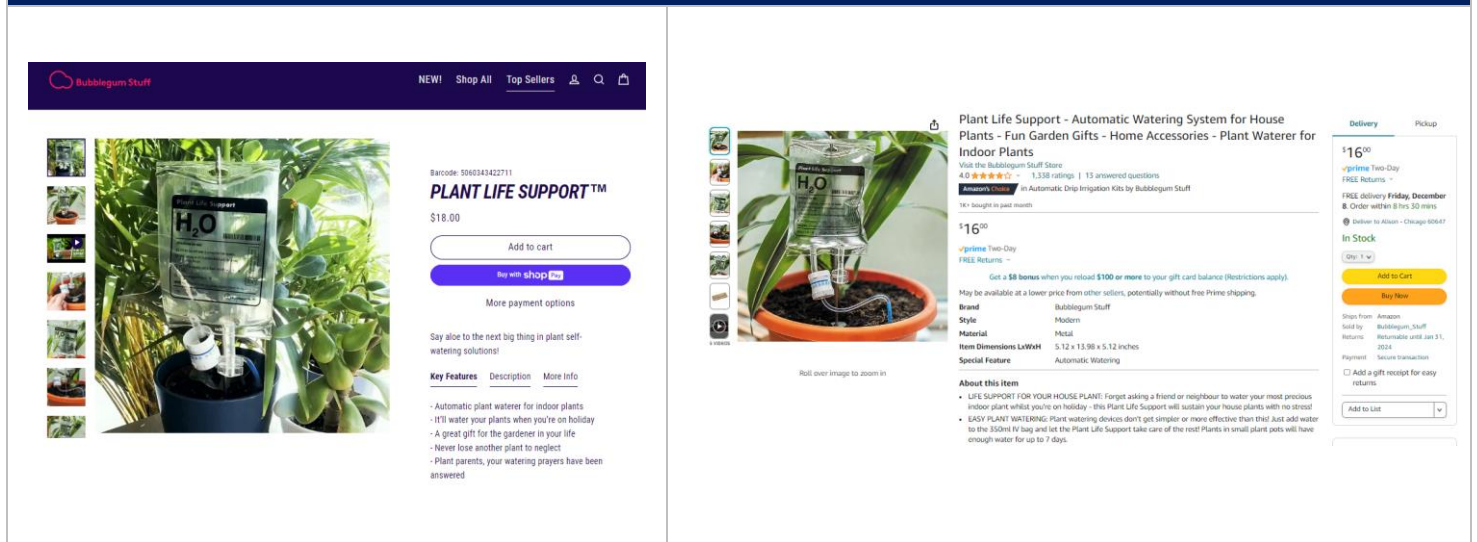 Bubblegum Stuff
NEW! Shop All Top Sellers
Barcode: 5060343422711
PLANT LIFE SUPPORT™
$18.00
Add to cart
Buy with shop Pay
More payment options
Say aloe to the next big thing in plant self-
watering solutions!
Key Features Description More Info
- Automatic plant waterer for indoor plants
- It'll water your plants when you're on holiday
- A great gift for the gardener in your life
- Never lose another plant to neglect
- Plant parents, your watering prayers have been
answered
Plant Life Support
H2O
Plant Life Support
H2O
5 VIDEOS
Roll over image to zoom in
Plant Life Support - Automatic Watering System for House
Plants - Fun Garden Gifts - Home Accessories - Plant Waterer for
Indoor Plants
Visit the Bubblegum Stuff Store
4.0 1,338 ratings | 13 answered questions
Amazon's Choice in Automatic Drip Irrigation Kits by Bubblegum Stuff
1K+ bought in past month
$1600
prime Two-Day
FREE Returns
Get a $8 bonus when you reload $100 or more to your gift card balance (Restrictions apply).
May be available at a lower price from other sellers, potentially without free Prime shipping.
Brand Bubblegum Stuff
Style Modern
Material Metal
Item Dimensions LxWxH 5.12 x 13.98 x 5.12 inches
Special Feature Automatic Watering
About this item
• LIFE SUPPORT FOR YOUR HOUSE PLANT: Forget asking a friend or neighbour to water your most precious
indoor plant whilst you're on holiday - this Plant Life Support will sustain your house plants with no stress!
• EASY PLANT WATERING: Plant watering devices don't get simpler or more effective than this! Just add water
to the 350ml IV bag and let the Plant Life Support take care of the rest! Plants in small plant pots will have
enough water for up to 7 days.
Delivery Pickup
$1600
prime Two-Day
FREE Returns
FREE delivery Friday, December
8. Order within 8 hrs 30 mins
Deliver to Alison - Chicago 60647
In Stock
Qty: 1
Add to Cart
Buy Now
Ships from Amazon
Sold by Bubblegum_Stuff
Returns Returnable until Jan 31,
2024
Payment Secure transaction
Add a gift receipt for easy
returns
Add to List